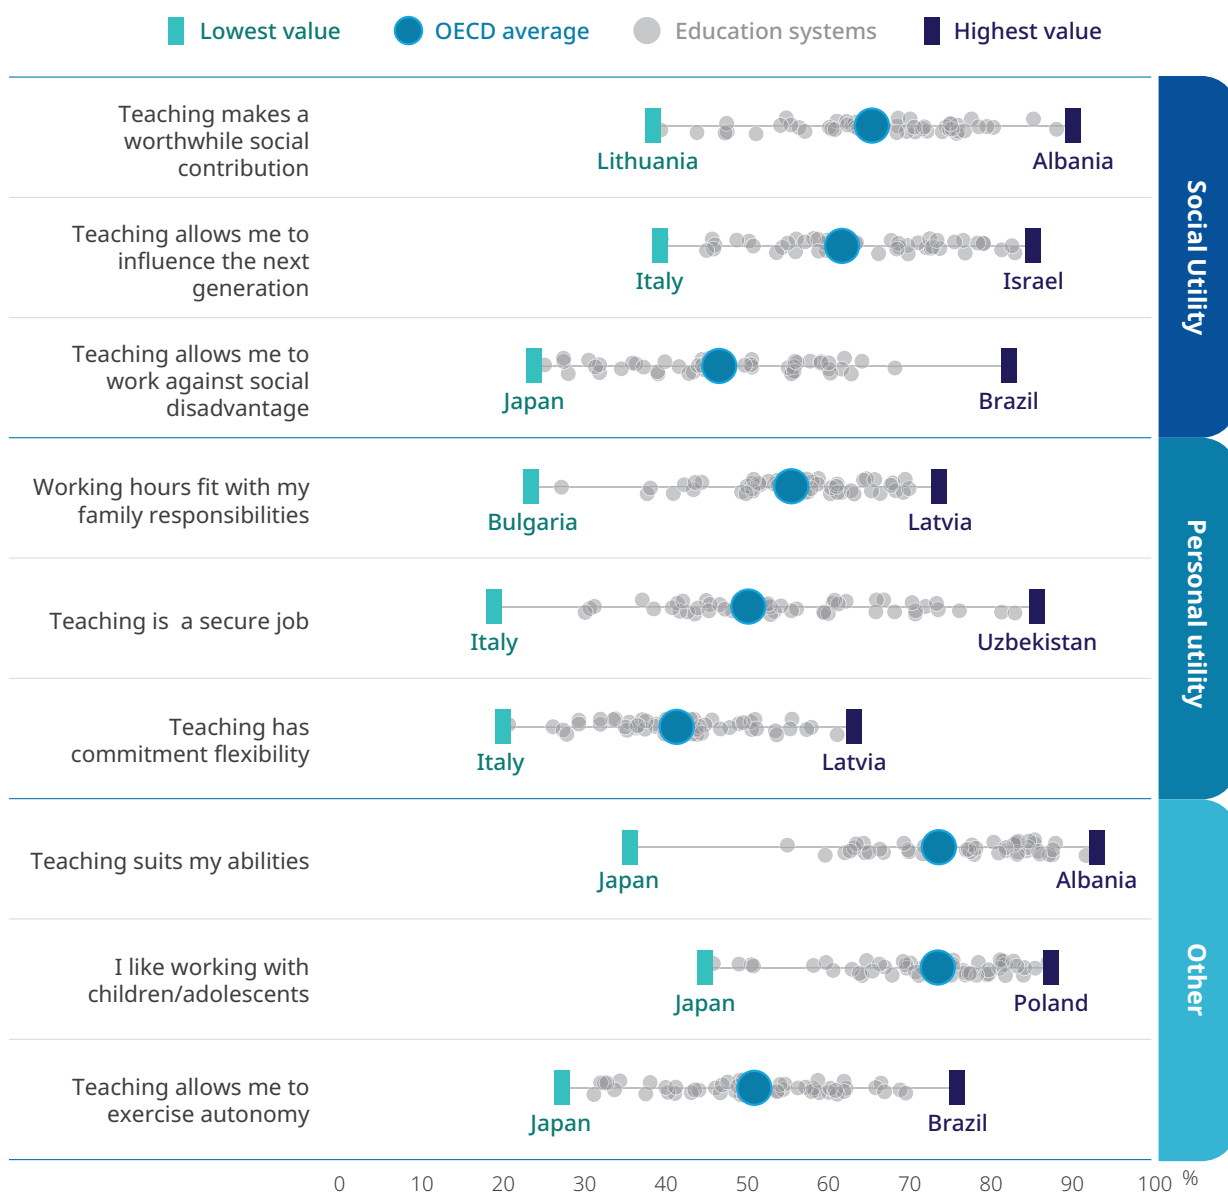 Lowest value
OECD average
Education systems
Highest value
Teaching makes a
worthwhile social
contribution
Lithuania
Albania
Teaching allows me to
influence the next
generation
Italy
Israel
Teaching allows me to
work against social
disadvantage
Japan
Brazil
Social Utility
Working hours fit with my
family responsibilities
Bulgaria
Latvia
Teaching is  a secure job
Italy
Uzbekistan
Teaching has
commitment flexibility
Italy
Latvia
Personal utility
Teaching suits my abilities
Japan
Albania
I like working with
children/adolescents
Japan
Poland
Teaching allows me to
exercise autonomy
Japan
Brazil
Other
0 10 20 30 40 50 60 70 80 90 100 %